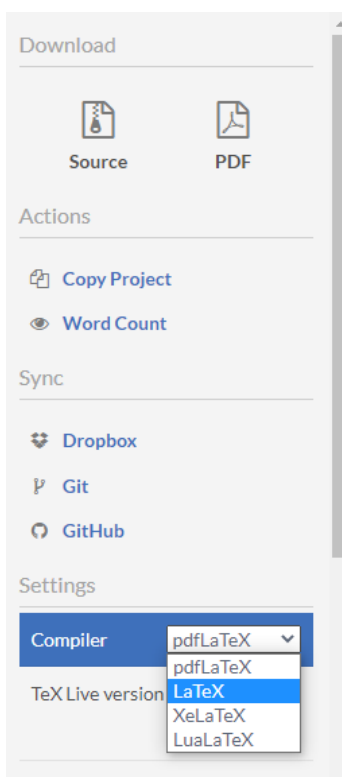 Download
Source PDF
Actions
Copy Project
Word Count
Sync
Dropbox
Git
GitHub
Settings
Compiler pdfLaTeX
pdfLaTeX
TeX Live version LaTeX
XeLaTeX
LuaLaTeX